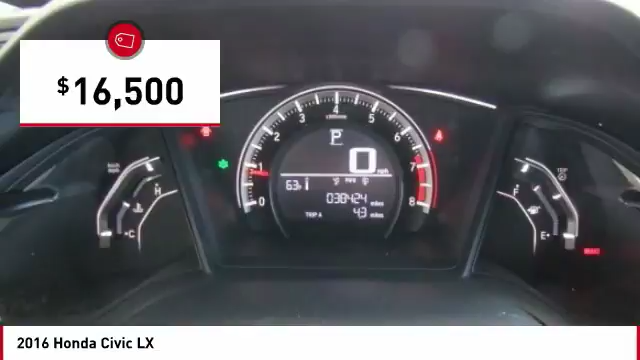 $16,500
4
3 5
2 6
1 7
0 8
P
0 mph
63°F
038424 miles
TRIP A 43 miles
H
C
F
E
2016 Honda Civic LX